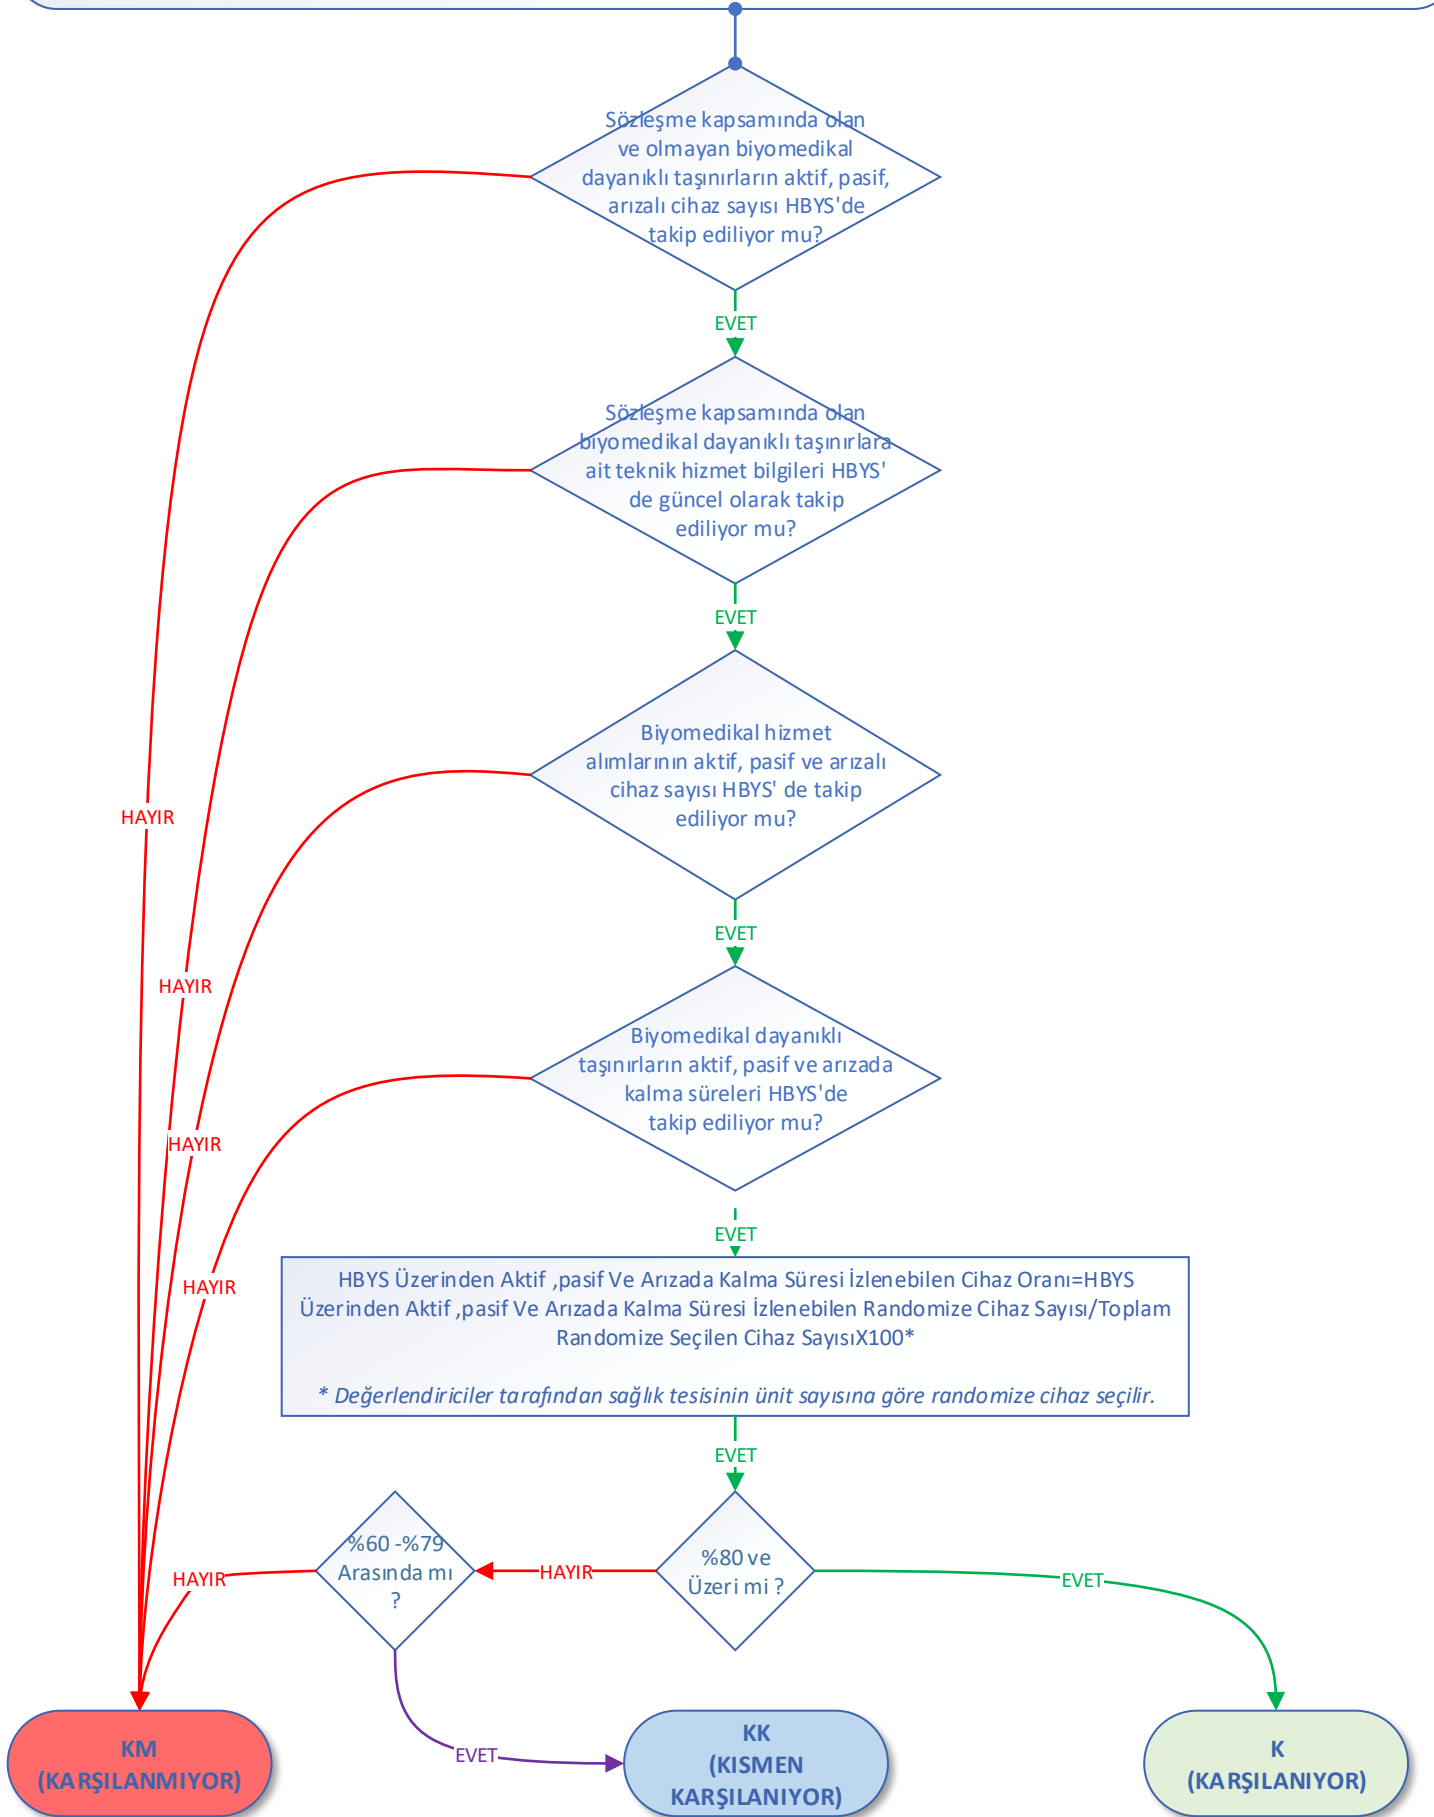 Sözleşme kapsamında olan
ve olmayan biyomedikal
dayanıklı taşınırların aktif, pasif,
arızalı cihaz sayısı HBYS'de
takip ediliyor mu?
EVET
Sözleşme kapsamında olan
biyomedikal dayanıklı taşınırlara
ait teknik hizmet bilgileri HBYS'
de güncel olarak takip
ediliyor mu?
EVET
Biyomedikal hizmet
alımlarının aktif, pasif ve arızalı
cihaz sayısı HBYS' de takip
ediliyor mu?
HAYIR
EVET
HAYIR
Biyomedikal dayanıklı
taşınırların aktif, pasif ve arızada
kalma süreleri HBYS'de
takip ediliyor mu?
HAYIR
EVET
HAYIR
HBYS Üzerinden Aktif ,pasif Ve Arızada Kalma Süresi İzlenebilen Cihaz Oranı=HBYS
Üzerinden Aktif ,pasif Ve Arızada Kalma Süresi İzlenebilen Randomize Cihaz Sayısı/Toplam
Randomize Seçilen Cihaz SayısıX100*
* Değerlendiriciler tarafından sağlık tesisinin ünit sayısına göre randomize cihaz seçilir.
EVET
%60 -%79
Arasında mı
?
%80 ve
Üzeri mi ?
HAYIR
HAYIR
EVET
EVET
KM
(KARŞILANMIYOR)
KK
(KISMEN
KARŞILANIYOR)
K
(KARŞILANIYOR)